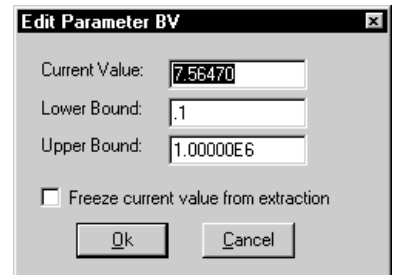 Edit Parameter BV
Current Value: 7.56470
Lower Bound: .1
Upper Bound: 1.00000E6
Freeze current value from extraction
Ok Cancel